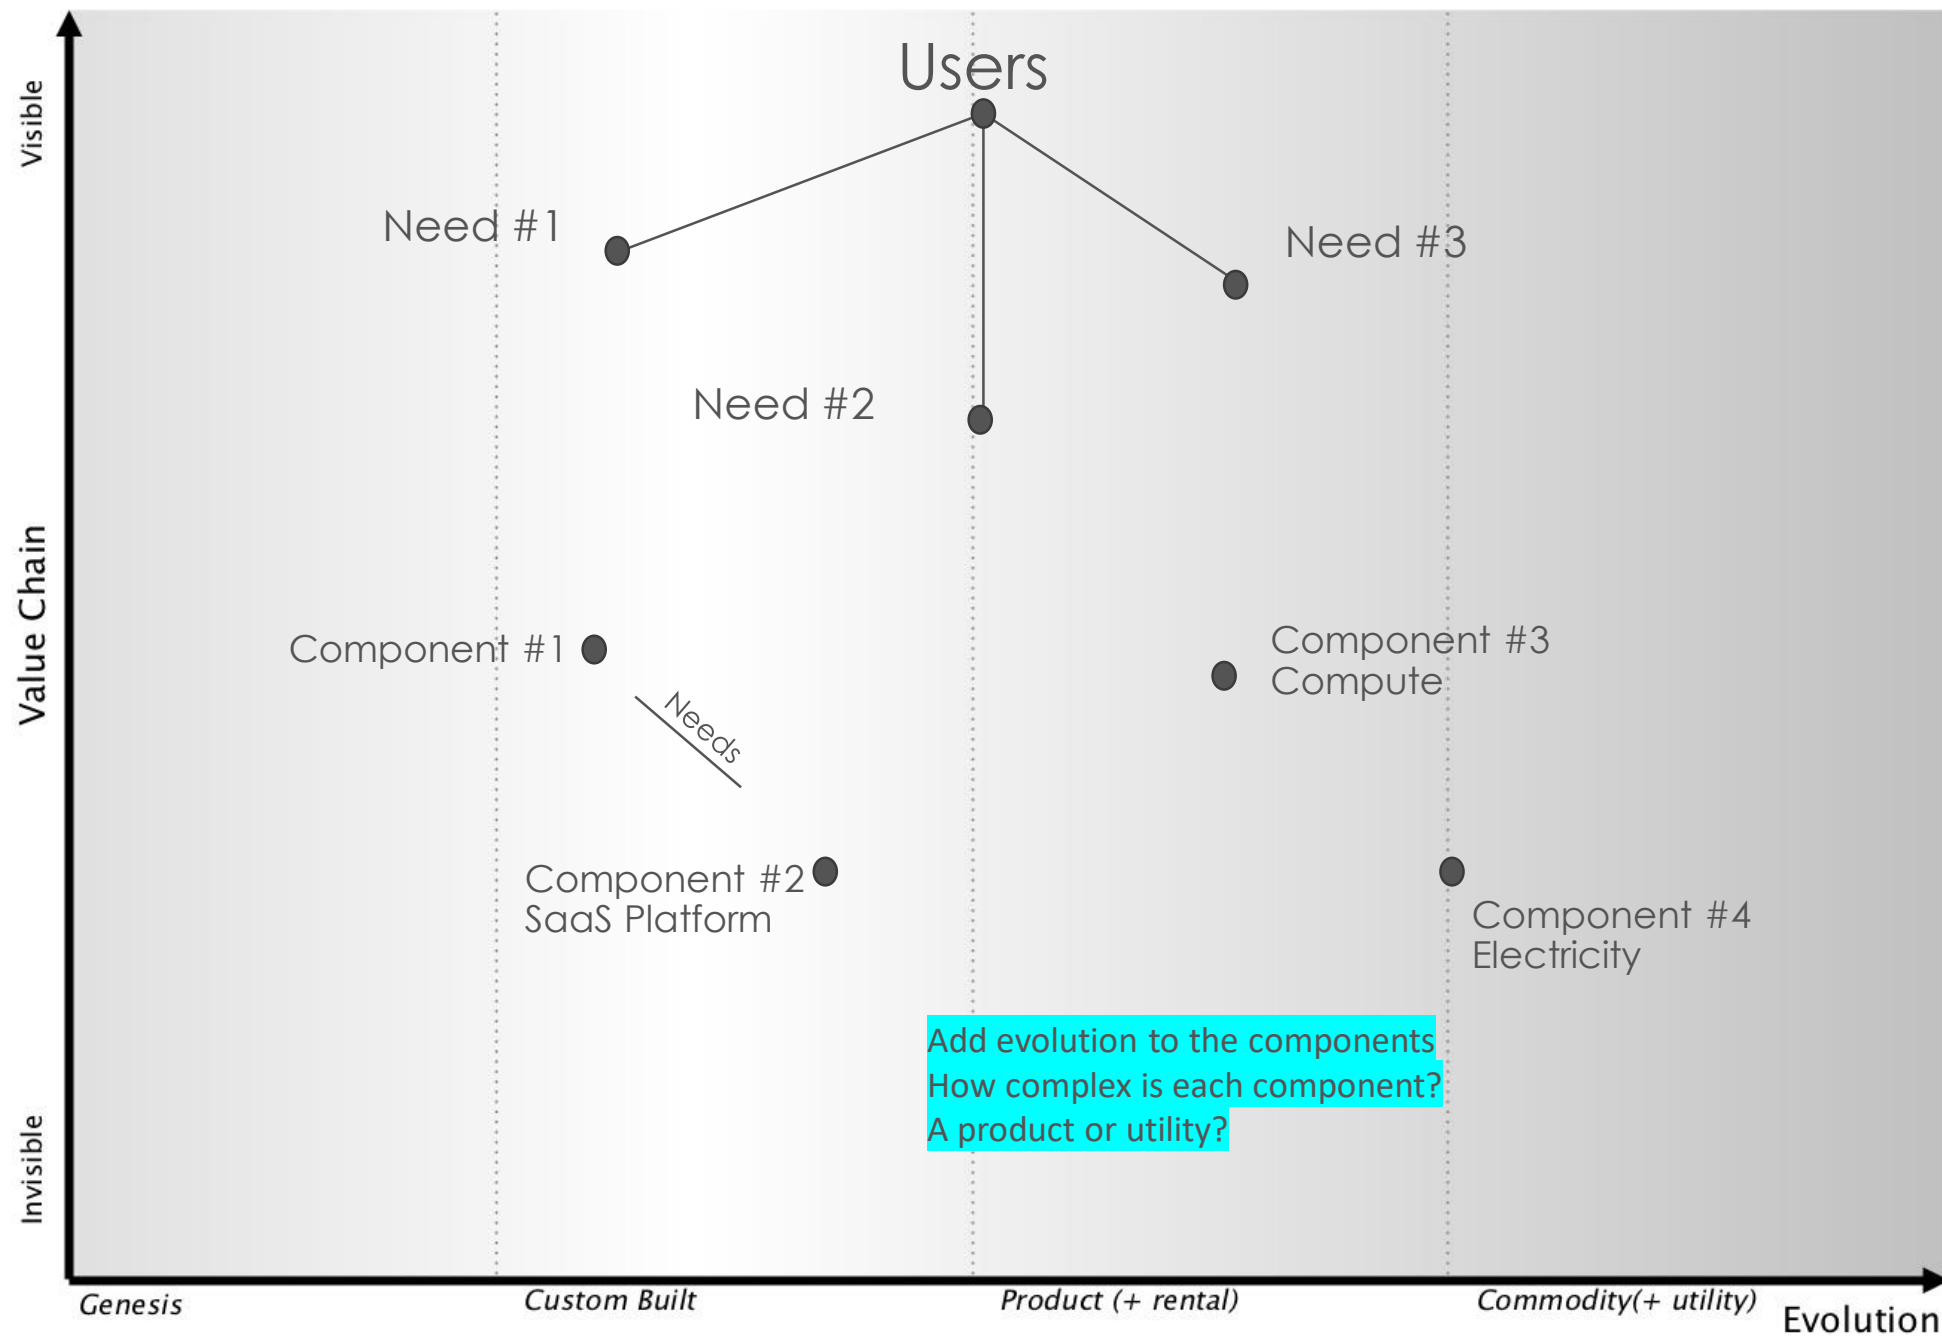 Users
Visible
Need #1
Need #3
Need #2
Value Chain
Component #1
Component #3
Compute
Needs
Component #2
SaaS Platform
Component #4
Electricity
Add evolution to the components
How complex is each component?
A product or utility?
Invisible
Genesis
Custom Built
Product (+ rental)
Commodity(+ utility)
Evolution